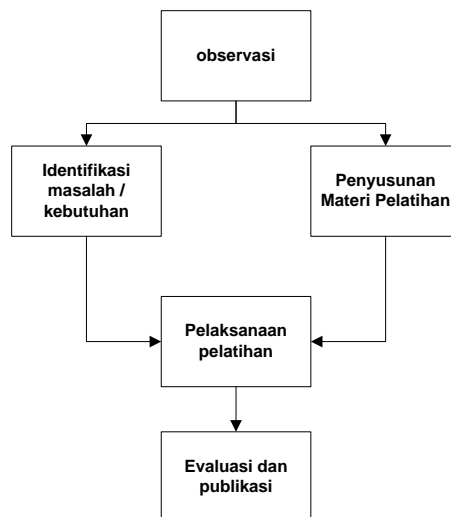 observasi
Identifikasi
masalah /
kebutuhan
Penyusunan
Materi Pelatihan
Pelaksanaan
pelatihan
Evaluasi dan
publikasi